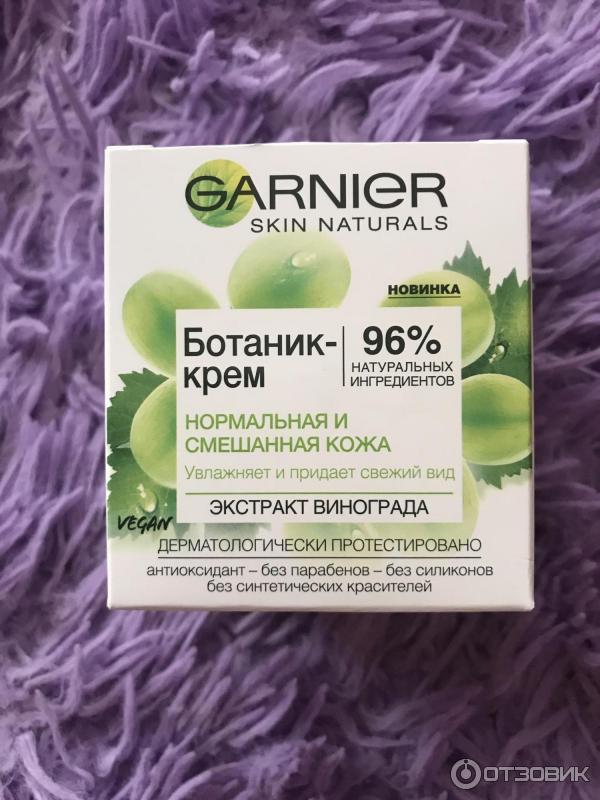 GARNIER
SKIN NATURALS
НОВИНКА
Ботаник-
крем
96%
НАТУРАЛЬНЫХ
ИНГРЕДИЕНТОВ
НОРМАЛЬНАЯ И
СМЕШАННАЯ КОЖА
Увлажняет и придает свежий вид
ЭКСТРАКТ ВИНОГРАДА
VEGAN
ДЕРМАТОЛОГИЧЕСКИ ПРОТЕСТИРОВАНО
антиоксидант – без парабенов – без силиконов
без синтетических красителей
ОТЗОВИК